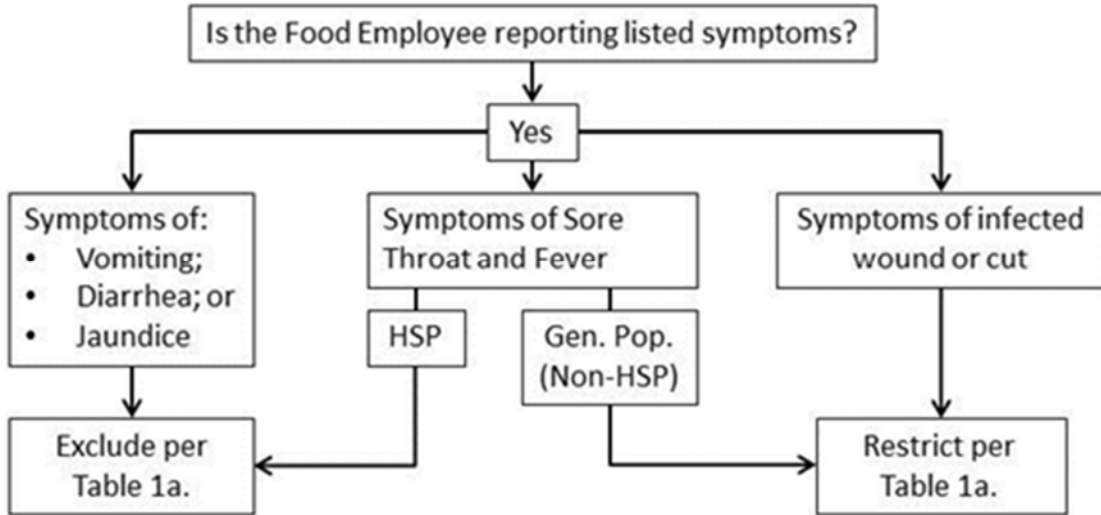 Is the Food Employee reporting listed symptoms?
Yes
Symptoms of:
• Vomiting;
• Diarrhea; or
• Jaundice
Symptoms of Sore
Throat and Fever
Symptoms of infected
wound or cut
HSP
Gen. Pop.
(Non-HSP)
Exclude per
Table 1a.
Restrict per
Table 1a.